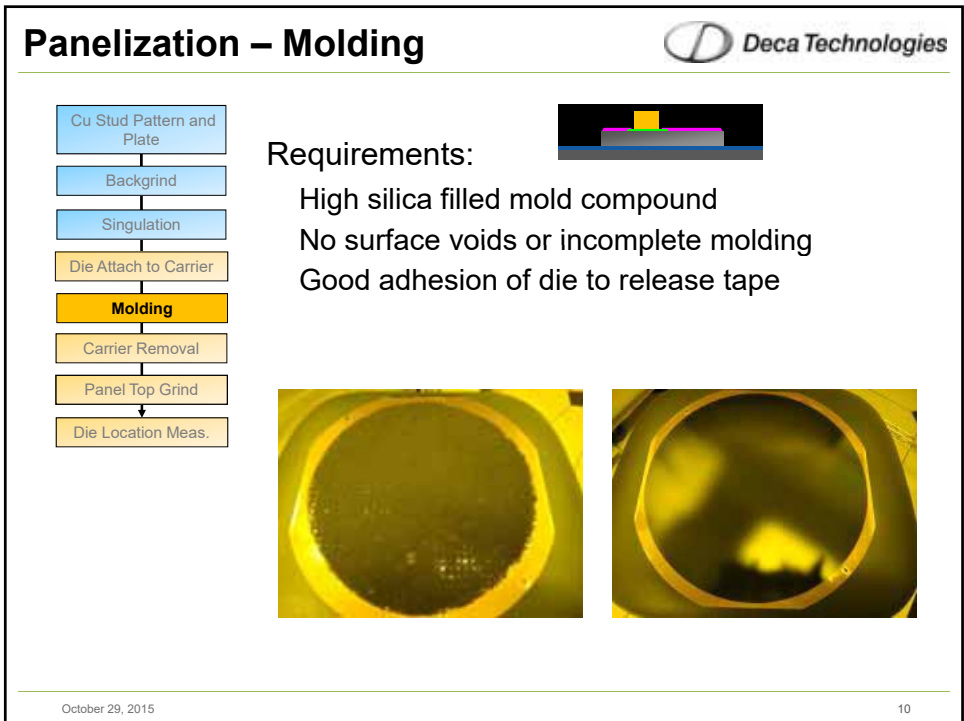 Panelization – Molding
Deca Technologies
Cu Stud Pattern and
Plate
Backgrind
Singulation
Die Attach to Carrier
Molding
Carrier Removal
Panel Top Grind
Die Location Meas.
Requirements:
High silica filled mold compound
No surface voids or incomplete molding
Good adhesion of die to release tape
October 29, 2015
10